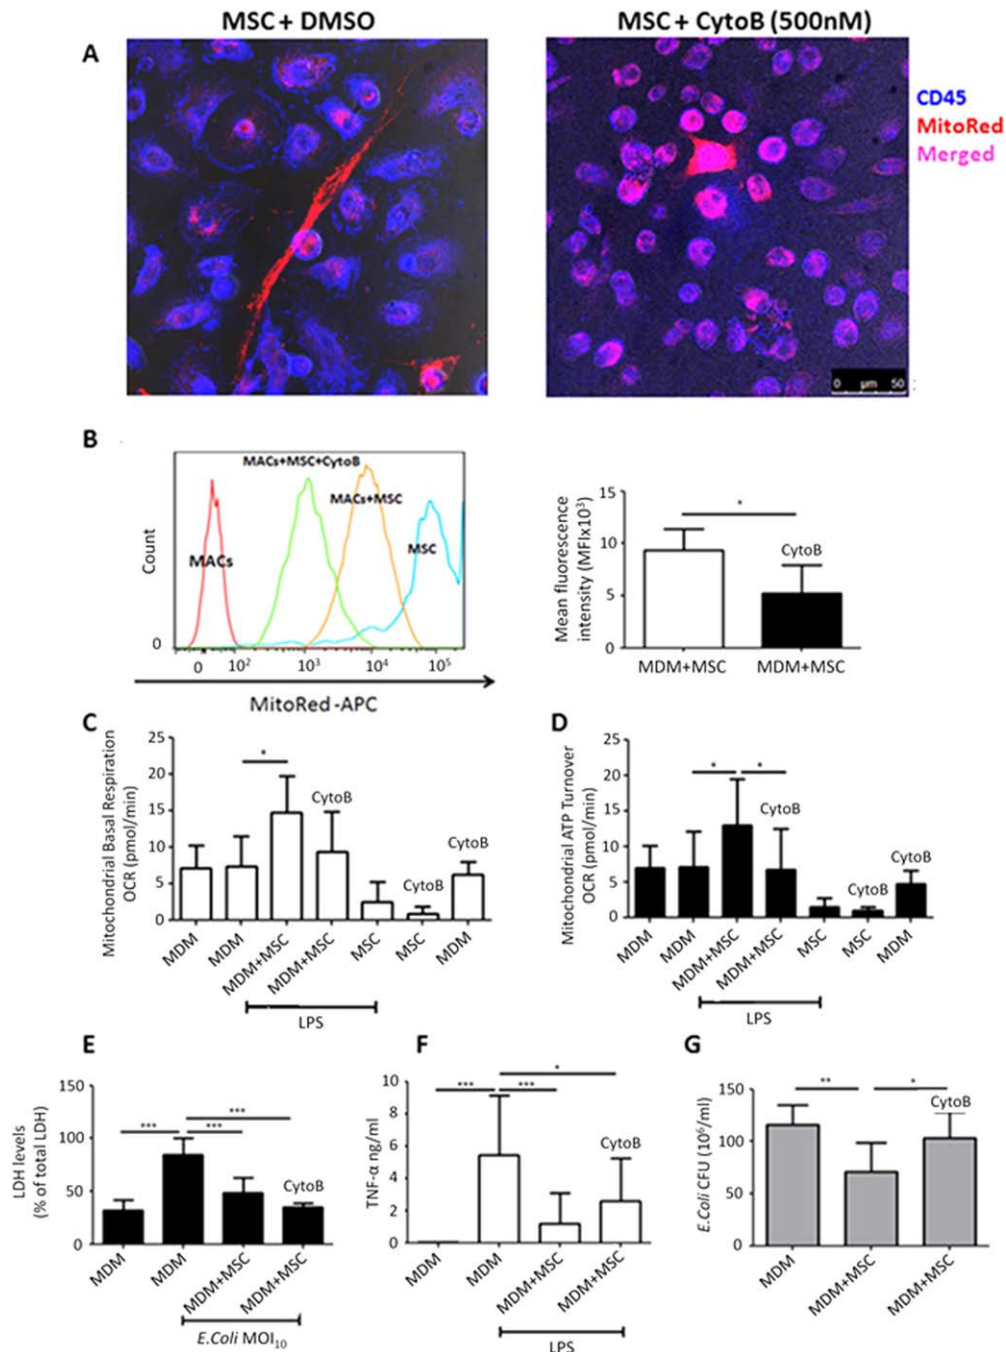 MSC + DMSO
MSC + CytoB (500nM)
A
CD45
MitoRed
Merged
0 µm 50
B
MACs+MSC+CytoB
MACs+MSC
MACs
MSC
Count
0
0 10² 10³ 10⁴ 10⁵
MitoRed -APC
Mean fluorescence
intensity (MFIx10³)
15
10
5
0
*
CytoB
MDM+MSC MDM+MSC
C
Mitochondrial Basal Respiration
OCR (pmol/min)
25
20
15
10
5
0
*
CytoB
CytoB
CytoB
MDM MDM MDM+MSC MDM+MSC MSC MSC MDM
LPS
D
Mitochondrial ATP Turnover
OCR (pmol/min)
25
20
15
10
5
0
* *
CytoB
CytoB
CytoB
MDM MDM MDM+MSC MDM+MSC MSC MSC MDM
LPS
E
LDH levels
(% of total LDH)
150
100
50
0
***
*** ***
CytoB
MDM MDM MDM+MSC MDM+MSC
E.Coli MOI₁₀
F
TNF-α ng/ml
10
8
6
4
2
0
*
*** ***
CytoB
MDM MDM MDM+MSC MDM+MSC
LPS
G
E.Coli CFU (10⁶/ml)
150
100
50
0
** *
CytoB
MDM MDM+MSC MDM+MSC